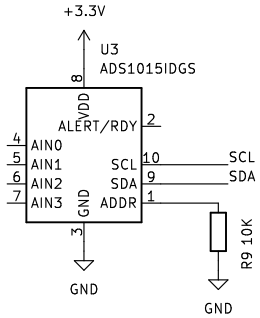 +3.3V
U3
ADS1015IDGS
8
VDD
ALERT/RDY 2
4 AIN0
5 AIN1
6 AIN2
7 AIN3
SCL 10 SCL
SDA 9 SDA
ADDR 1
GND
3
R9 10K
GND
GND